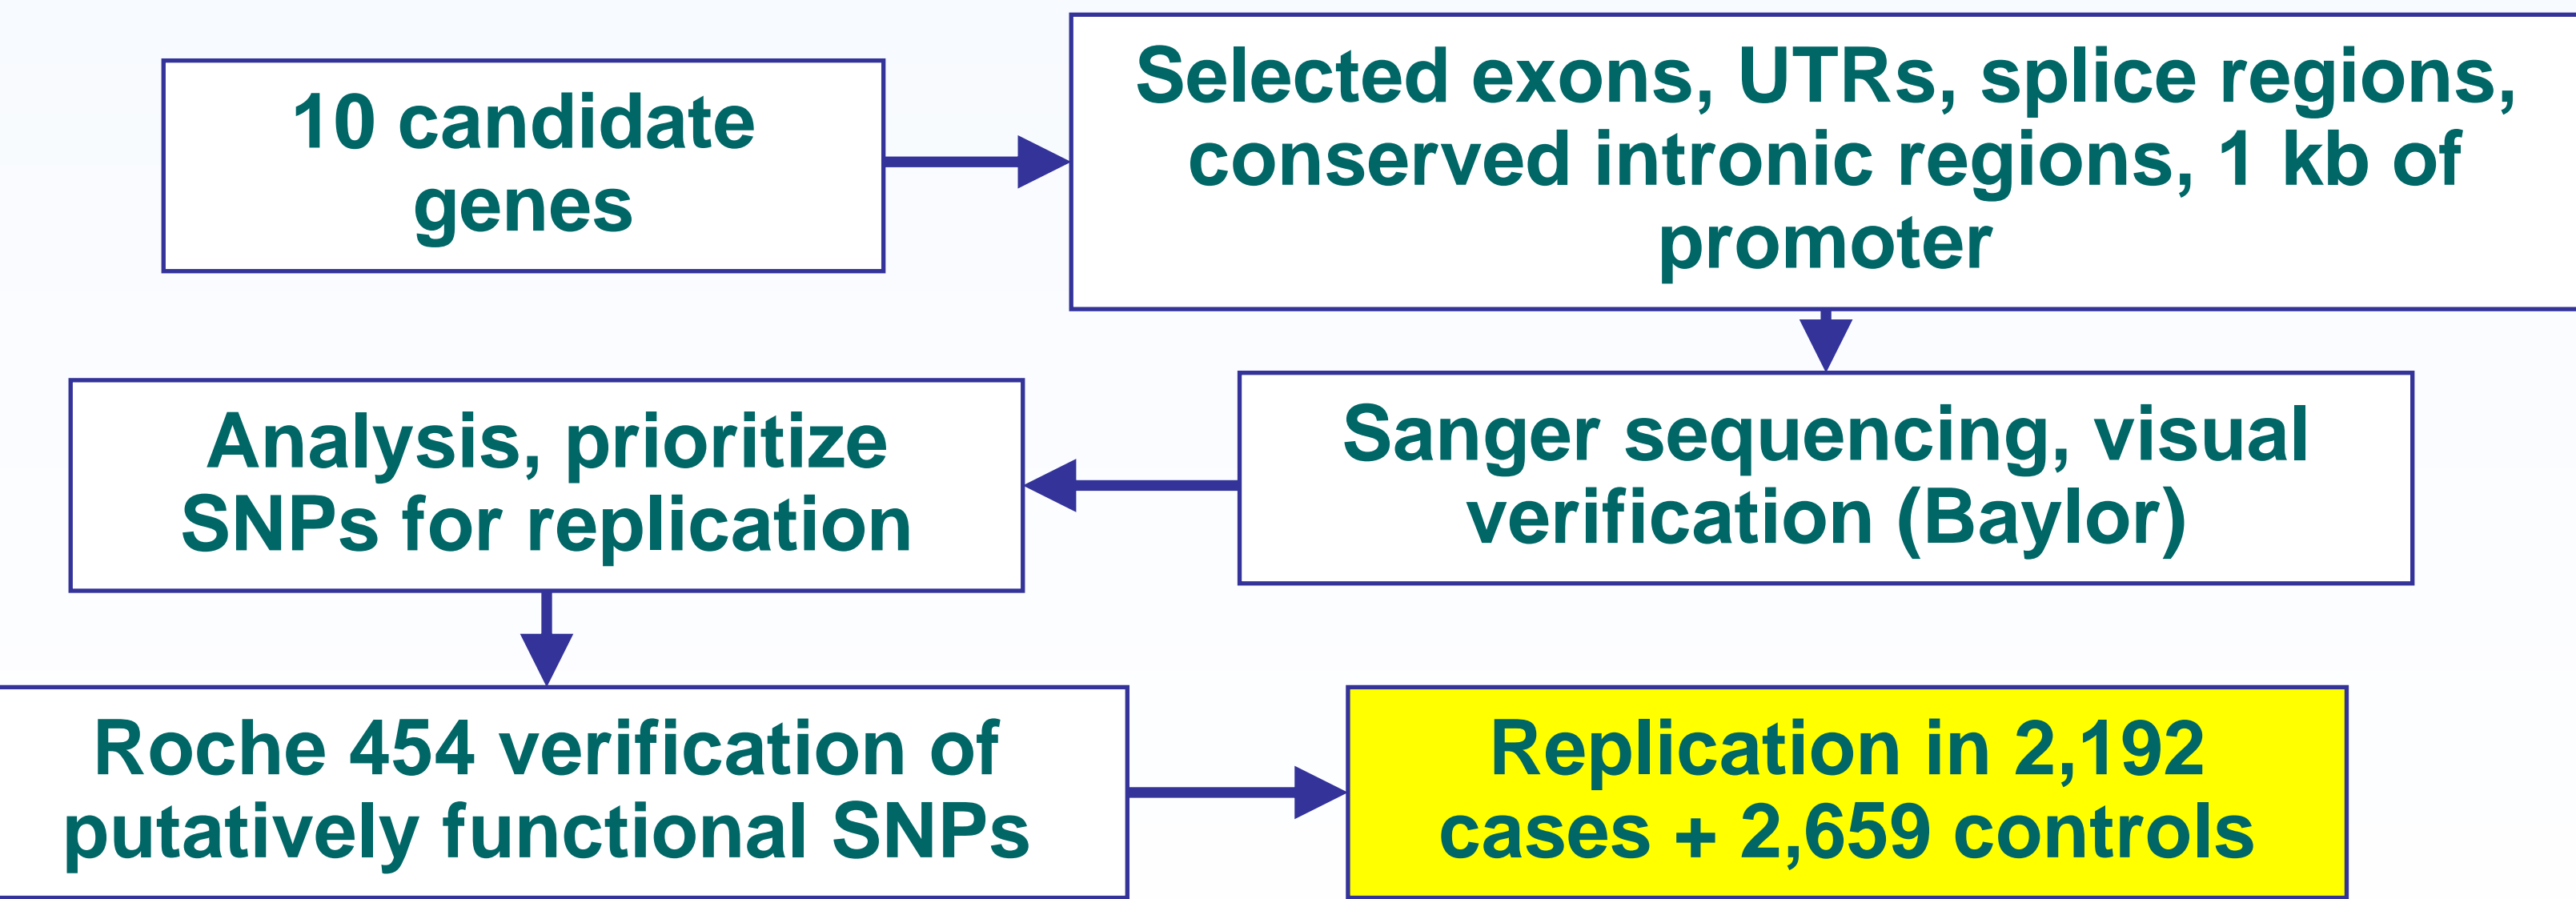 10 candidate
genes
Selected exons, UTRs, splice regions,
conserved intronic regions, 1 kb of
promoter
Sanger sequencing, visual
verification (Baylor)
Analysis, prioritize
SNPs for replication
Roche 454 verification of
putatively functional SNPs
Replication in 2,192
cases + 2,659 controls